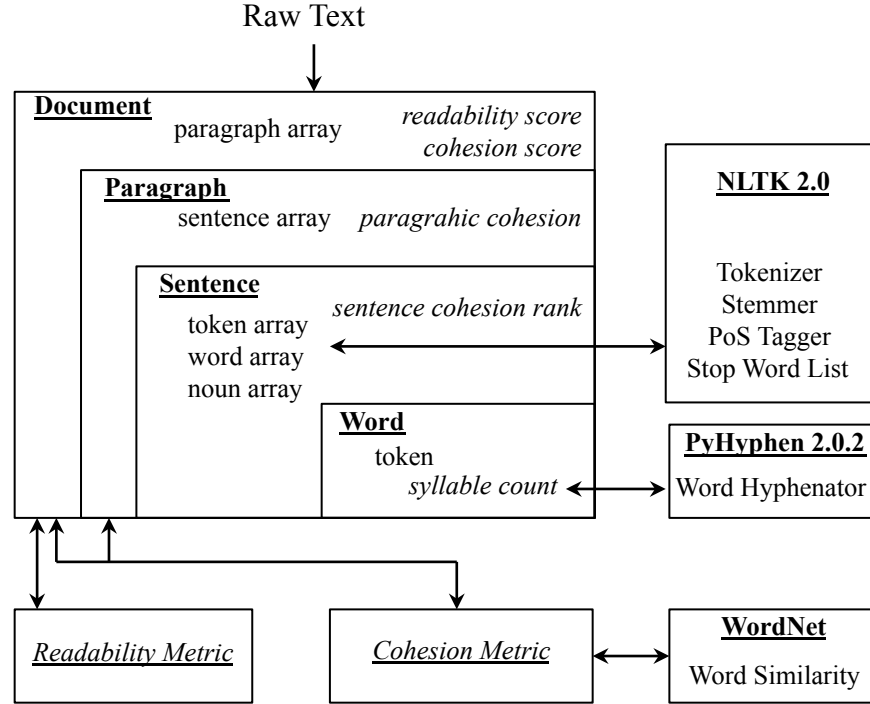 Raw Text
Document
paragraph array
readability score
cohesion score
Paragraph
sentence array
paragrahic cohesion
Sentence
sentence cohesion rank
token array
word array
noun array
Word
token
syllable count
NLTK 2.0
Tokenizer
Stemmer
PoS Tagger
Stop Word List
PyHyphen 2.0.2
Word Hyphenator
Readability Metric
Cohesion Metric
WordNet
Word Similarity